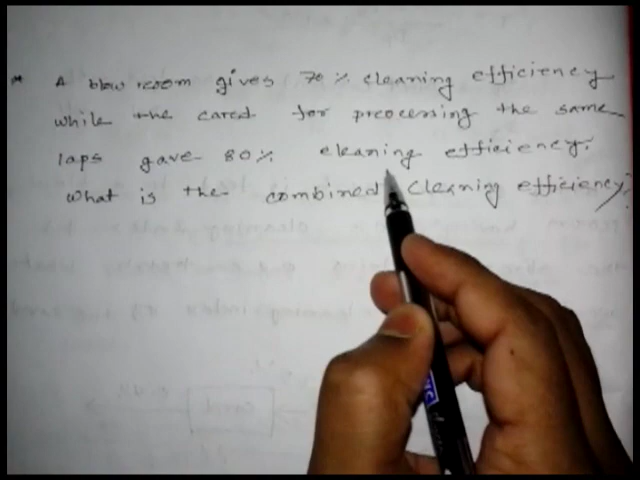 * A blow room gives 70% cleaning efficiency
while the card for processing the same
laps gave 80% cleaning efficiency.
What is the combined cleaning efficiency?